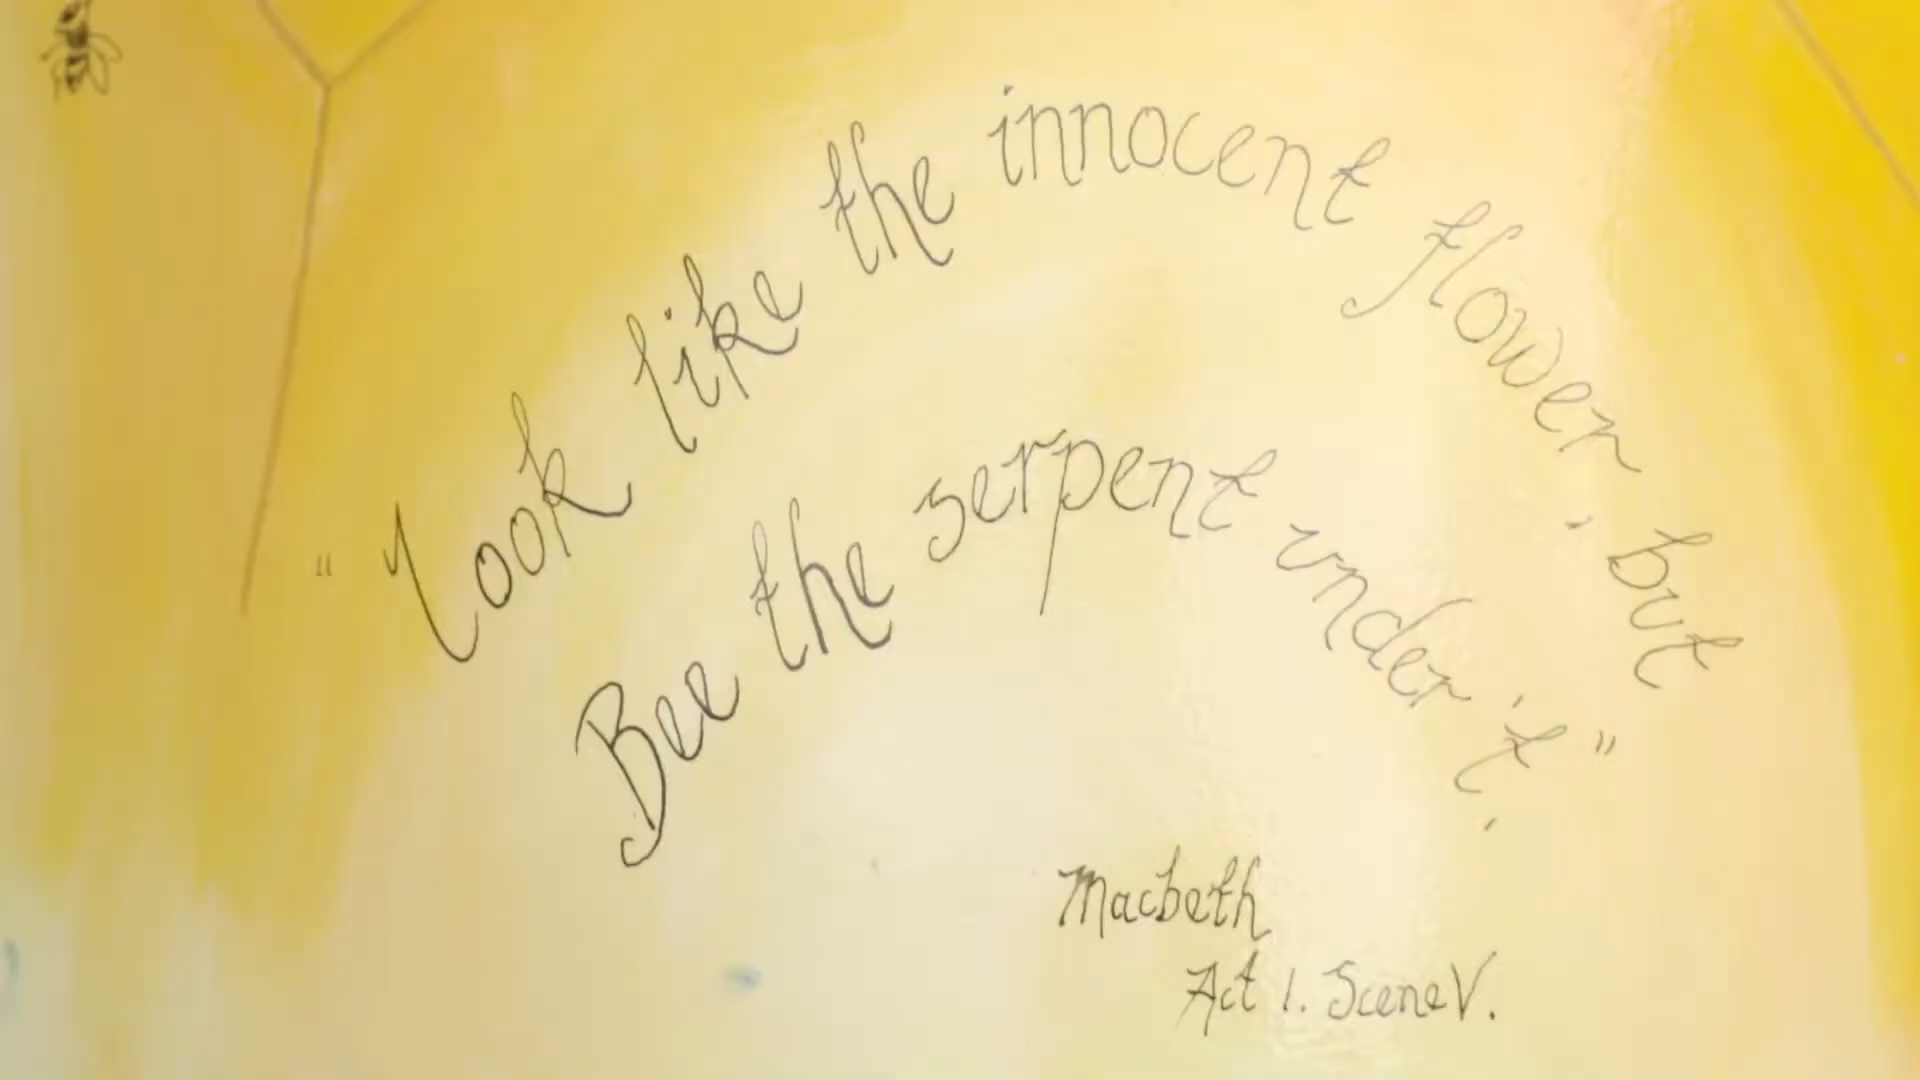 "Look like the innocent flower, but
Bee the serpent under 't."
Macbeth
Act 1. Scene V.